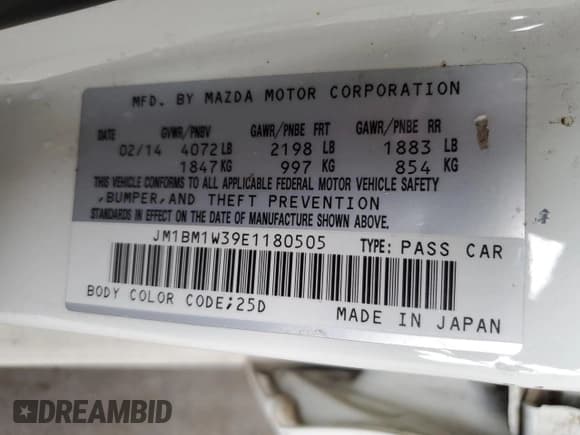 MFD. BY MAZDA MOTOR CORPORATION
DATE GVWR/PNBV GAWR/PNBE FRT GAWR/PNBE RR
02/14 4072 LB 2198 LB 1883 LB
1847 KG 997 KG 854 KG
THIS VEHICLE CONFORMS TO ALL APPLICABLE FEDERAL MOTOR VEHICLE SAFETY
,BUMPER,AND THEFT PREVENTION
STANDARDS IN EFFECT ON THE DATE OF MANUFACTURE SHOWN ABOVE.
JM1BM1W39E1180505 TYPE: PASS CAR
BODY COLOR CODE;25D
MADE IN JAPAN
DREAMBID